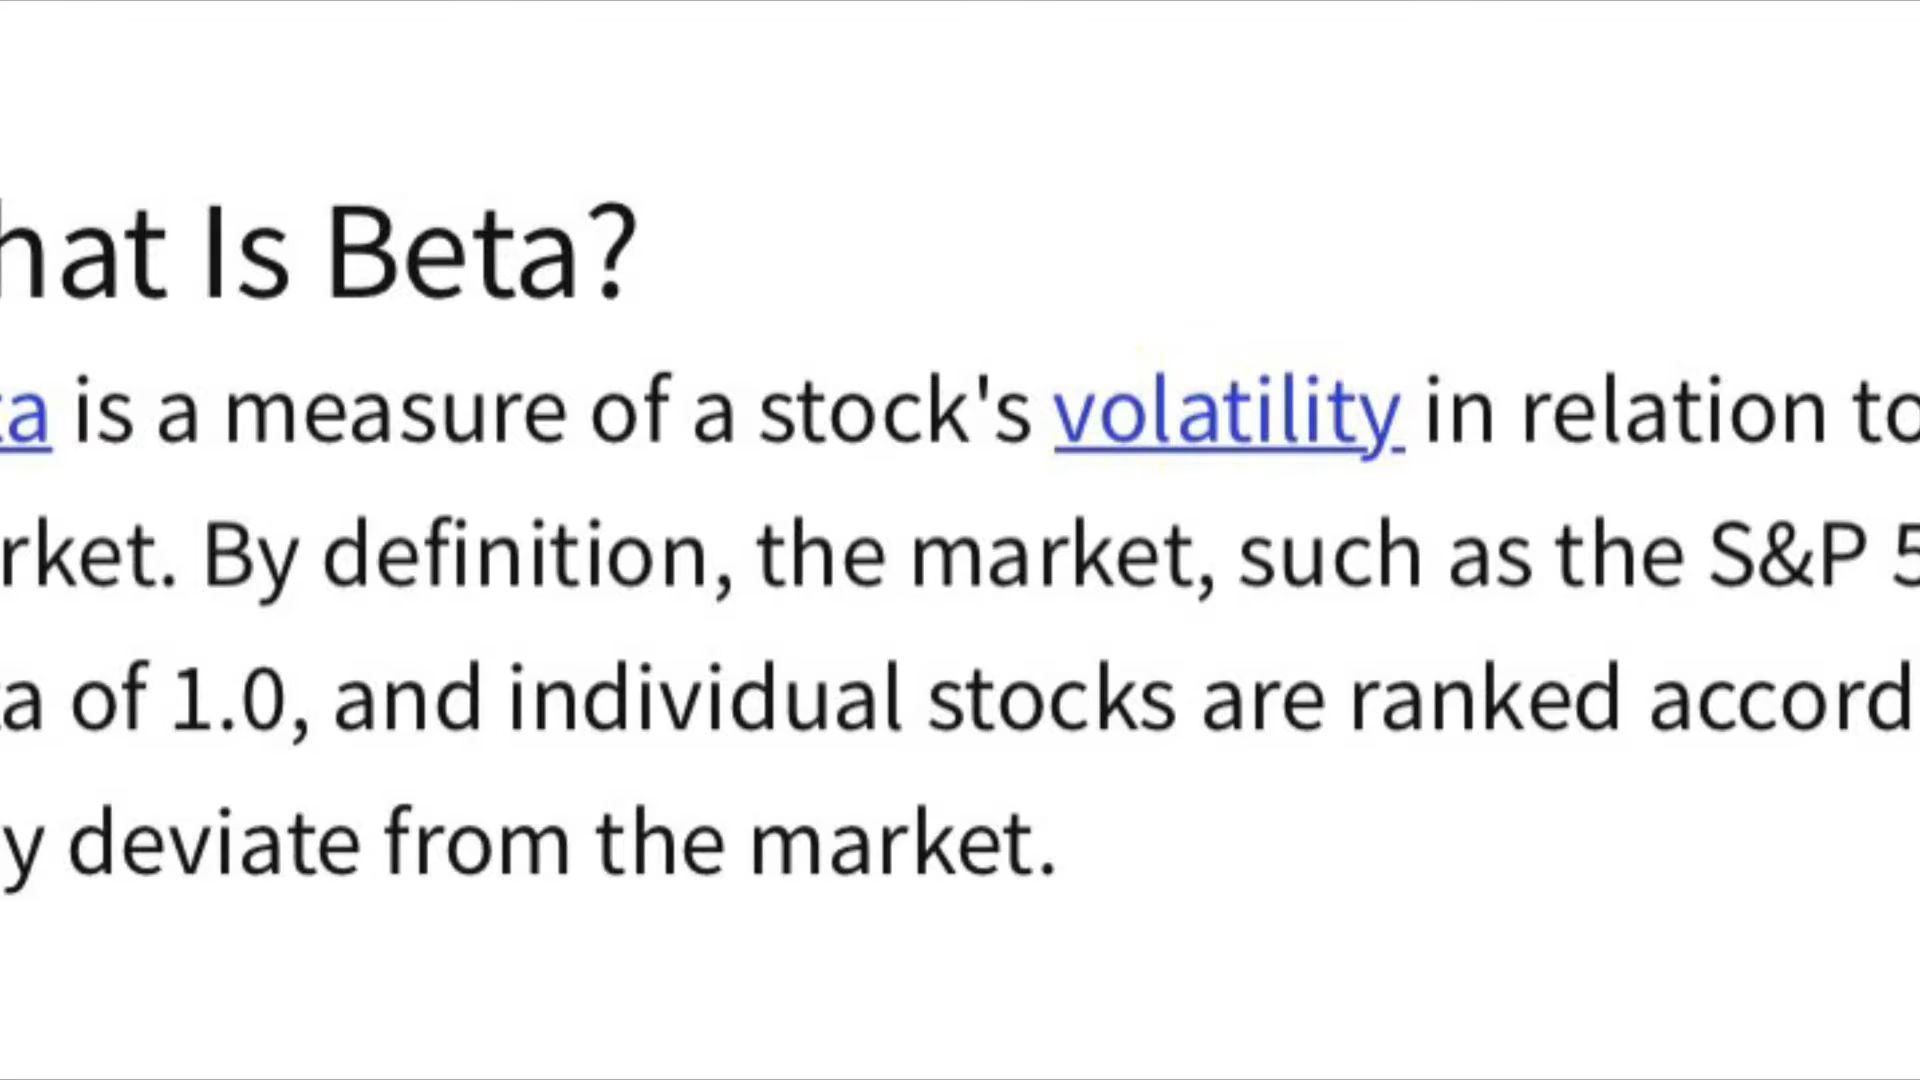 hat Is Beta?
ta is a measure of a stock's volatility in relation to
rket. By definition, the market, such as the S&P 5
ta of 1.0, and individual stocks are ranked accord
y deviate from the market.